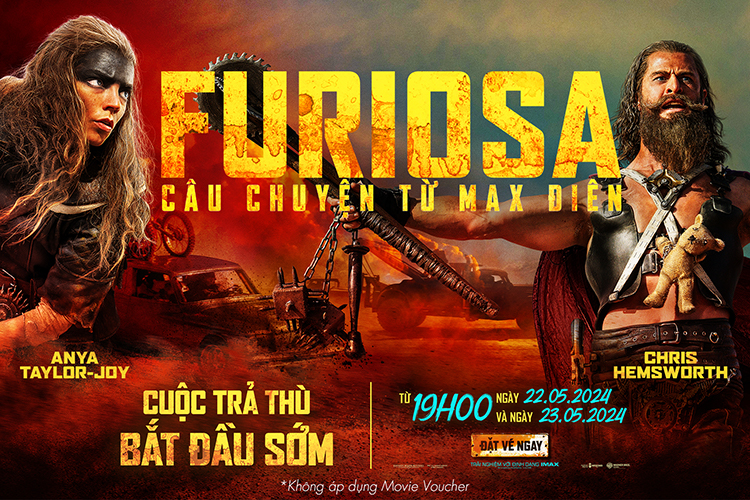 FURIOSA
CÂU CHUYỆN TỪ MAX ĐIÊN
ANYA
TAYLOR-JOY
CHRIS
HEMSWORTH
CUỘC TRẢ THÙ
BẮT ĐẦU SỚM
TỪ 19H00 NGÀY 22.05.2024
VÀ NGÀY 23.05.2024
ĐẶT VÉ NGAY
TRẢI NGHIỆM VỚI ĐỊNH DẠNG IMAX
*Không áp dụng Movie Voucher